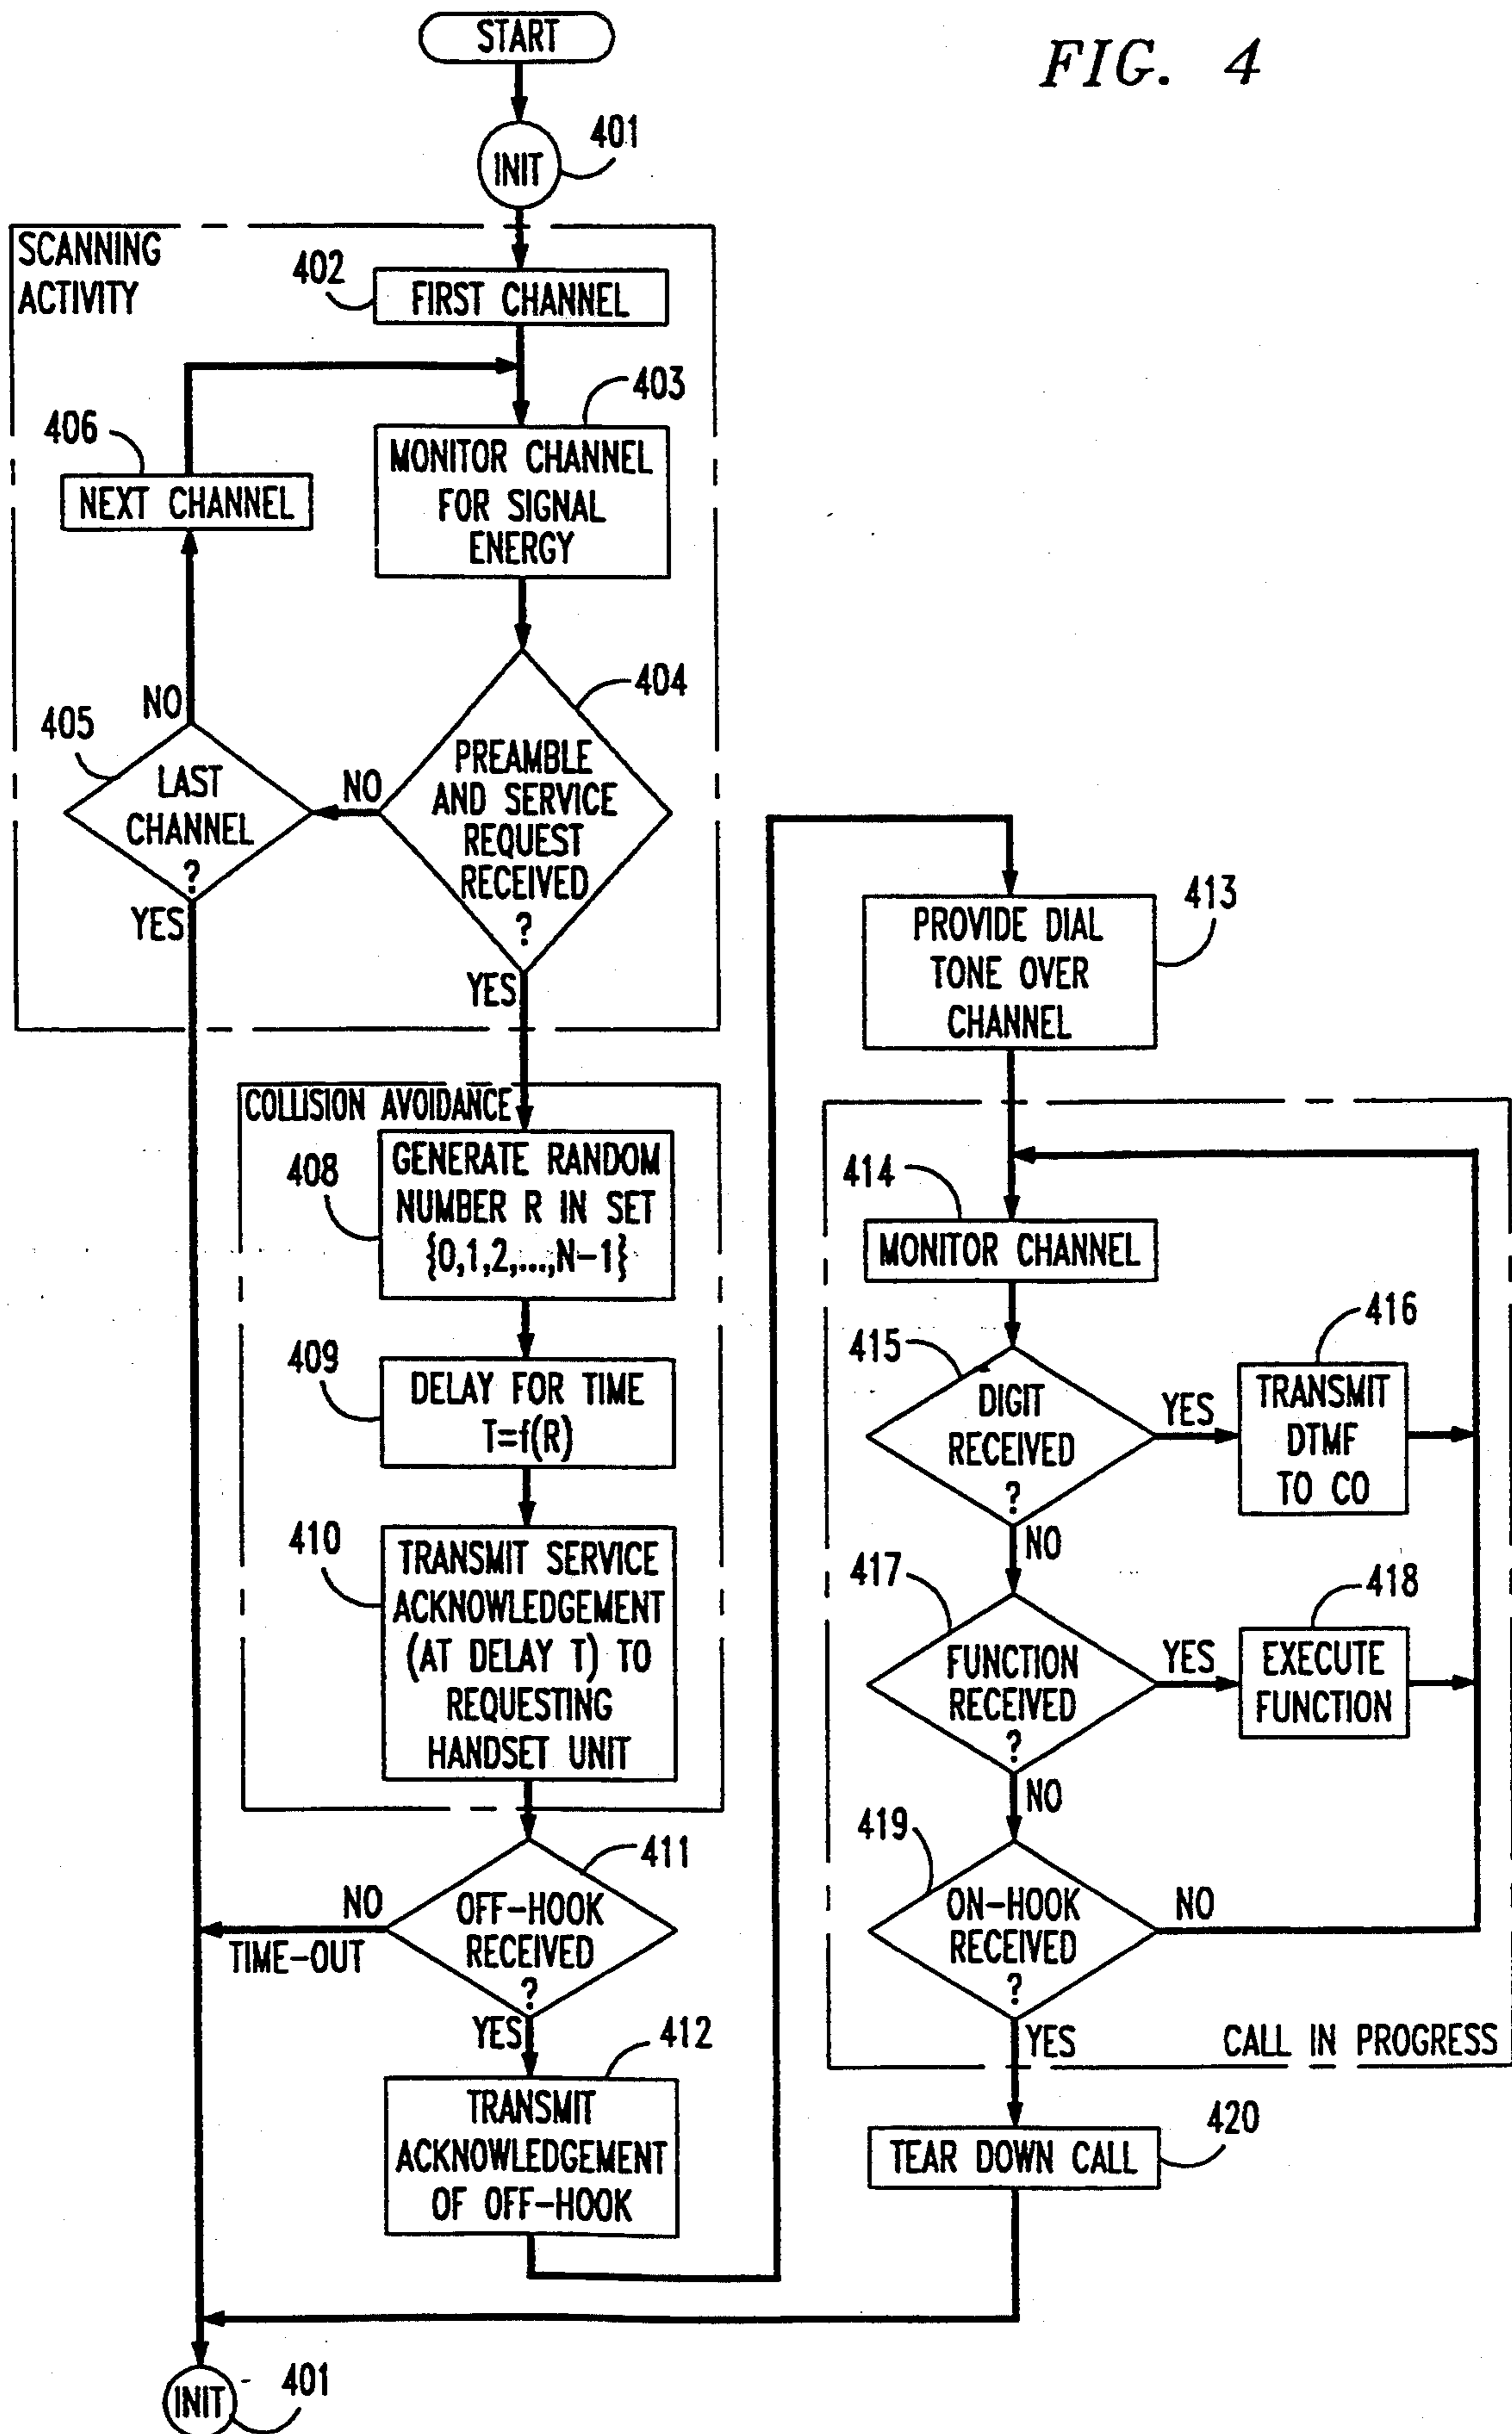 START
FIG. 4
401
INIT
SCANNING
ACTIVITY
402
FIRST CHANNEL
403
406
MONITOR CHANNEL
FOR SIGNAL
ENERGY
NEXT CHANNEL
404
NO
405
LAST
CHANNEL
?
NO
PREAMBLE
AND SERVICE
REQUEST
RECEIVED
?
YES
YES
COLLISION AVOIDANCE
408
GENERATE RANDOM
NUMBER R IN SET
{0,1,2,...,N-1}
409
DELAY FOR TIME
T=f(R)
410
TRANSMIT SERVICE
ACKNOWLEDGEMENT
(AT DELAY T) TO
REQUESTING
HANDSET UNIT
411
NO
TIME-OUT
OFF-HOOK
RECEIVED
?
YES
412
TRANSMIT
ACKNOWLEDGEMENT
OF OFF-HOOK
413
PROVIDE DIAL
TONE OVER
CHANNEL
414
MONITOR CHANNEL
415
DIGIT
RECEIVED
?
YES
416
TRANSMIT
DTMF
TO CO
NO
417
FUNCTION
RECEIVED
?
YES
418
EXECUTE
FUNCTION
NO
419
ON-HOOK
RECEIVED
?
NO
YES
CALL IN PROGRESS
420
TEAR DOWN CALL
INIT
401